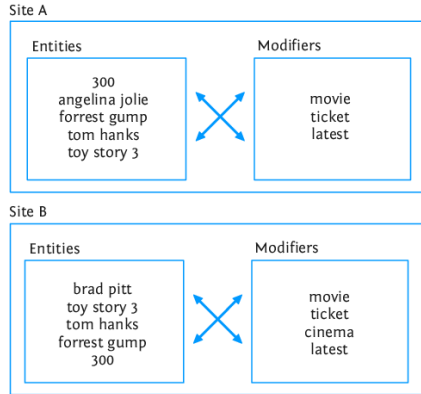 Site A
Entities
300
angelina jolie
forrest gump
tom hanks
toy story 3
Modifiers
movie
ticket
latest
Site B
Entities
brad pitt
toy story 3
tom hanks
forrest gump
300
Modifiers
movie
ticket
cinema
latest